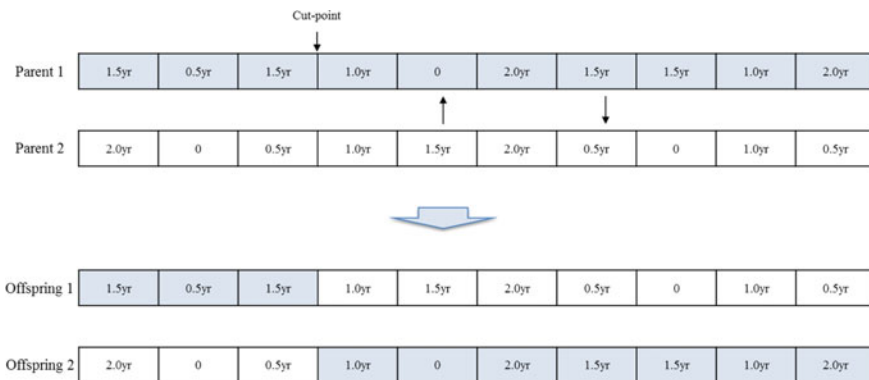 Cut-point
Parent 1 1.5yr 0.5yr 1.5yr 1.0yr 0 2.0yr 1.5yr 1.5yr 1.0yr 2.0yr
Parent 2 2.0yr 0 0.5yr 1.0yr 1.5yr 2.0yr 0.5yr 0 1.0yr 0.5yr
Offspring 1 1.5yr 0.5yr 1.5yr 1.0yr 1.5yr 2.0yr 0.5yr 0 1.0yr 0.5yr
Offspring 2 2.0yr 0 0.5yr 1.0yr 0 2.0yr 1.5yr 1.5yr 1.0yr 2.0yr